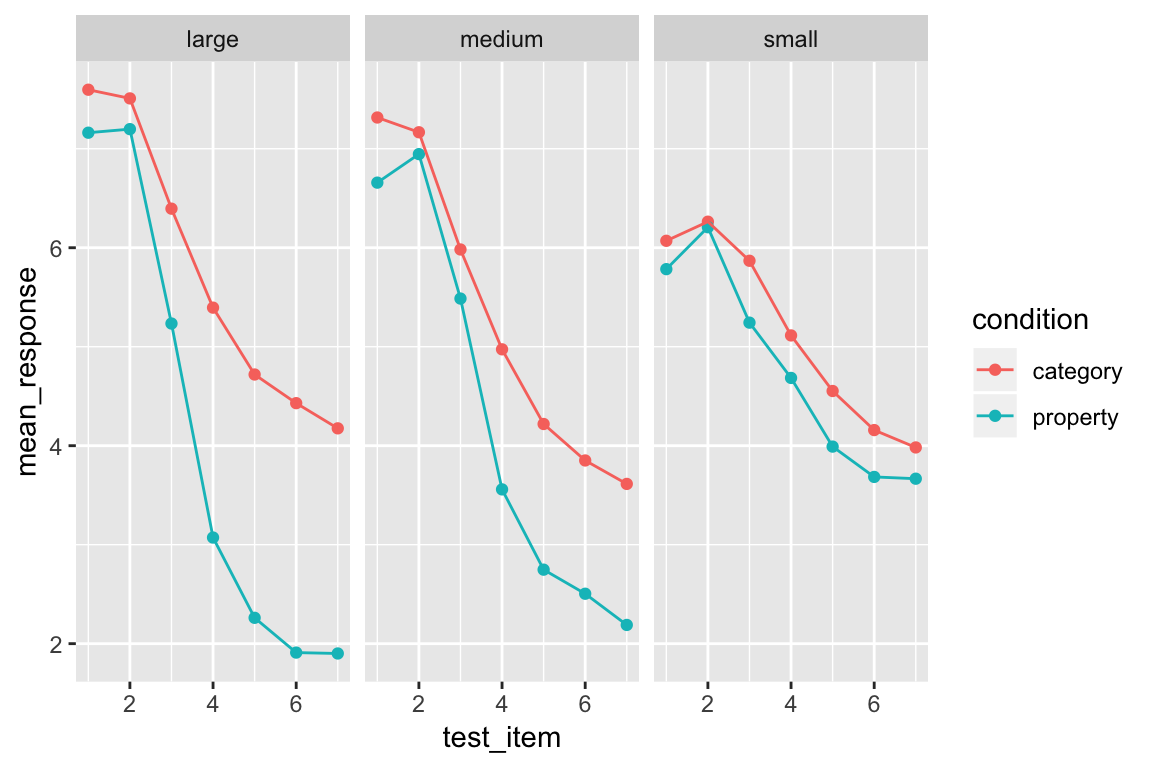 large medium small
mean_response
6
4
2
2 4 6 2 4 6 2 4 6
test_item
condition
category
property